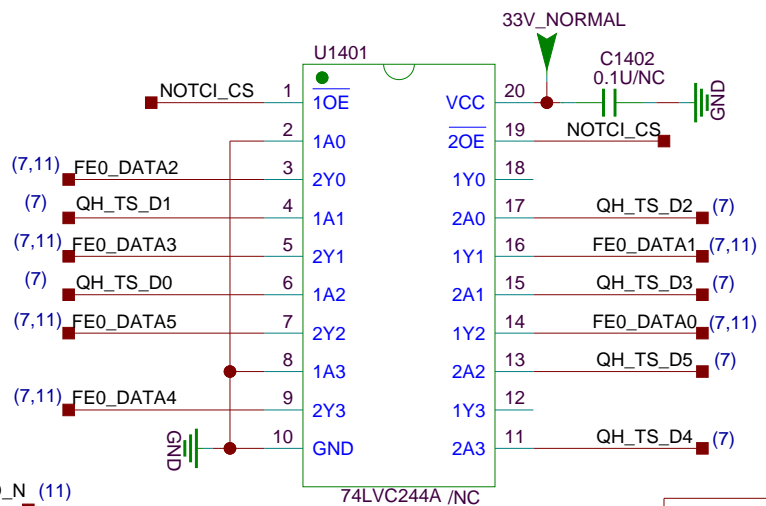 33V_NORMAL
U1401
C1402
0.1U/NC
GND
NOTCI_CS 1 1OE VCC 20
2 1A0 2OE 19 NOTCI_CS
(7,11) FE0_DATA2 3 2Y0 1Y0 18
(7) QH_TS_D1 4 1A1 2A0 17 QH_TS_D2 (7)
(7,11) FE0_DATA3 5 2Y1 1Y1 16 FE0_DATA1 (7,11)
(7) QH_TS_D0 6 1A2 2A1 15 QH_TS_D3 (7)
(7,11) FE0_DATA5 7 2Y2 1Y2 14 FE0_DATA0 (7,11)
8 1A3 2A2 13 QH_TS_D5 (7)
(7,11) FE0_DATA4 9 2Y3 1Y3 12
GND 10 GND 2A3 11 QH_TS_D4 (7)
_N (11)
74LVC244A /NC